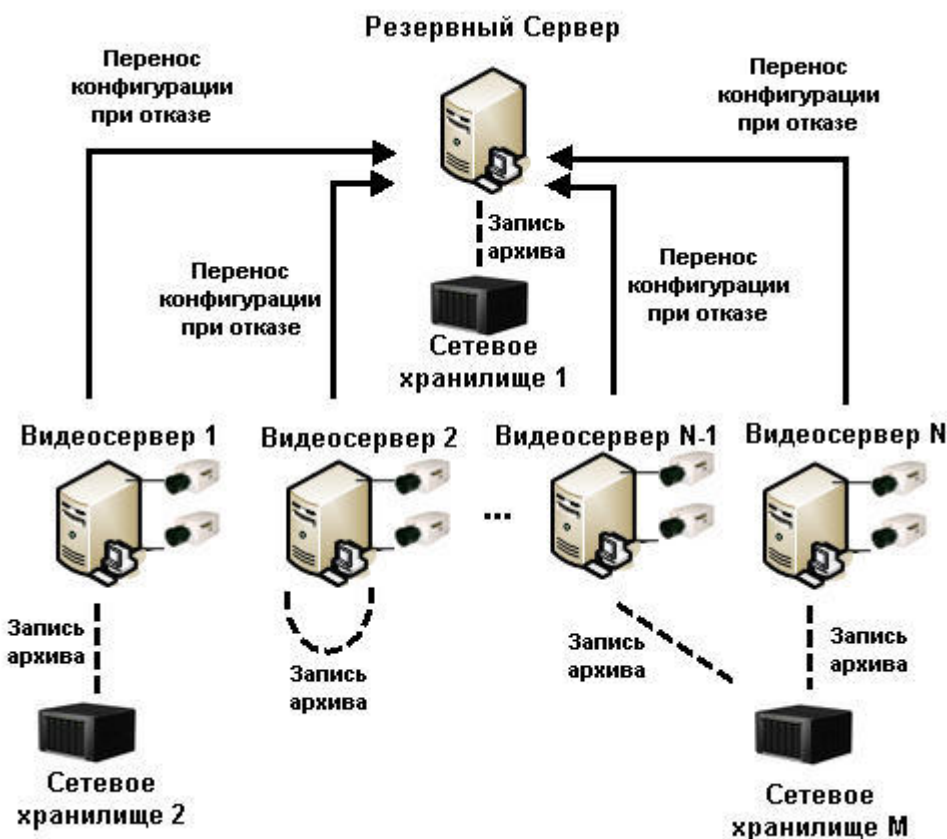 Резервный Сервер
Перенос
конфигурации
при отказе
Перенос
конфигурации
при отказе
Запись
архива
Перенос
конфигурации
при отказе
Перенос
конфигурации
при отказе
Сетевое
хранилище 1
Видеосервер 1
Видеосервер 2
Видеосервер N-1
Видеосервер N
...
Запись
архива
Запись
архива
Запись
архива
Запись
архива
Сетевое
хранилище 2
Сетевое
хранилище M